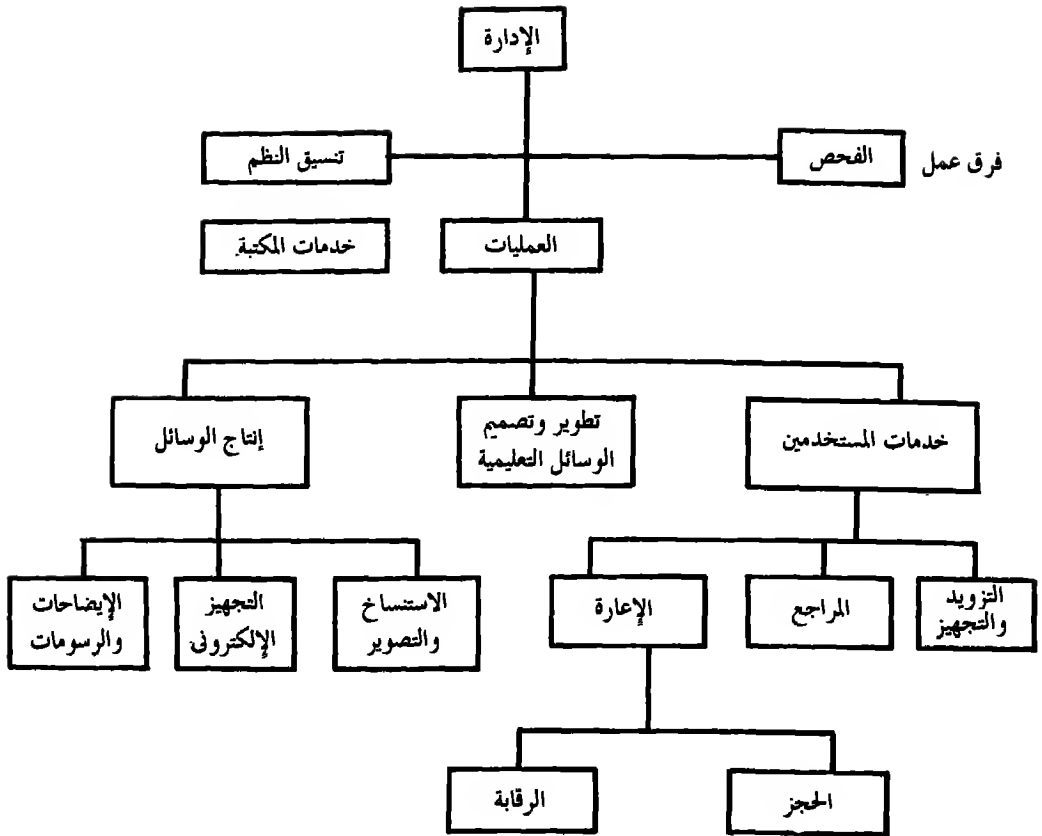 الإدارة
فرق عمل
الفحص
تنسيق النظم
العمليات
خدمات المكتبة
خدمات المستخدمين
تطوير وتصميم
الوسائل التعليمية
إنتاج الوسائل
التزويد
والتجهيز
المراجع
الإعارة
الاستنساخ
والتصوير
التجهيز
الإلكترونى
الإيضاحات
والرسومات
الحجز
الرقابة